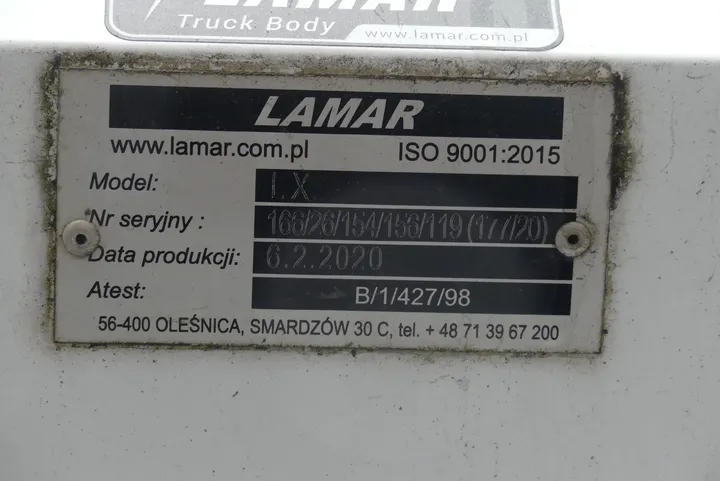 LAMAR
Truck Body
www.lamar.com.pl
LAMAR
www.lamar.com.pl ISO 9001:2015
Model: I.X
Nr seryjny : 166/26/154/156/119 (177/20)
Data produkcji: 6.2.2020
Atest: B/1/427/98
56-400 OLEŚNICA, SMARDZÓW 30 C, tel. + 48 71 39 67 200